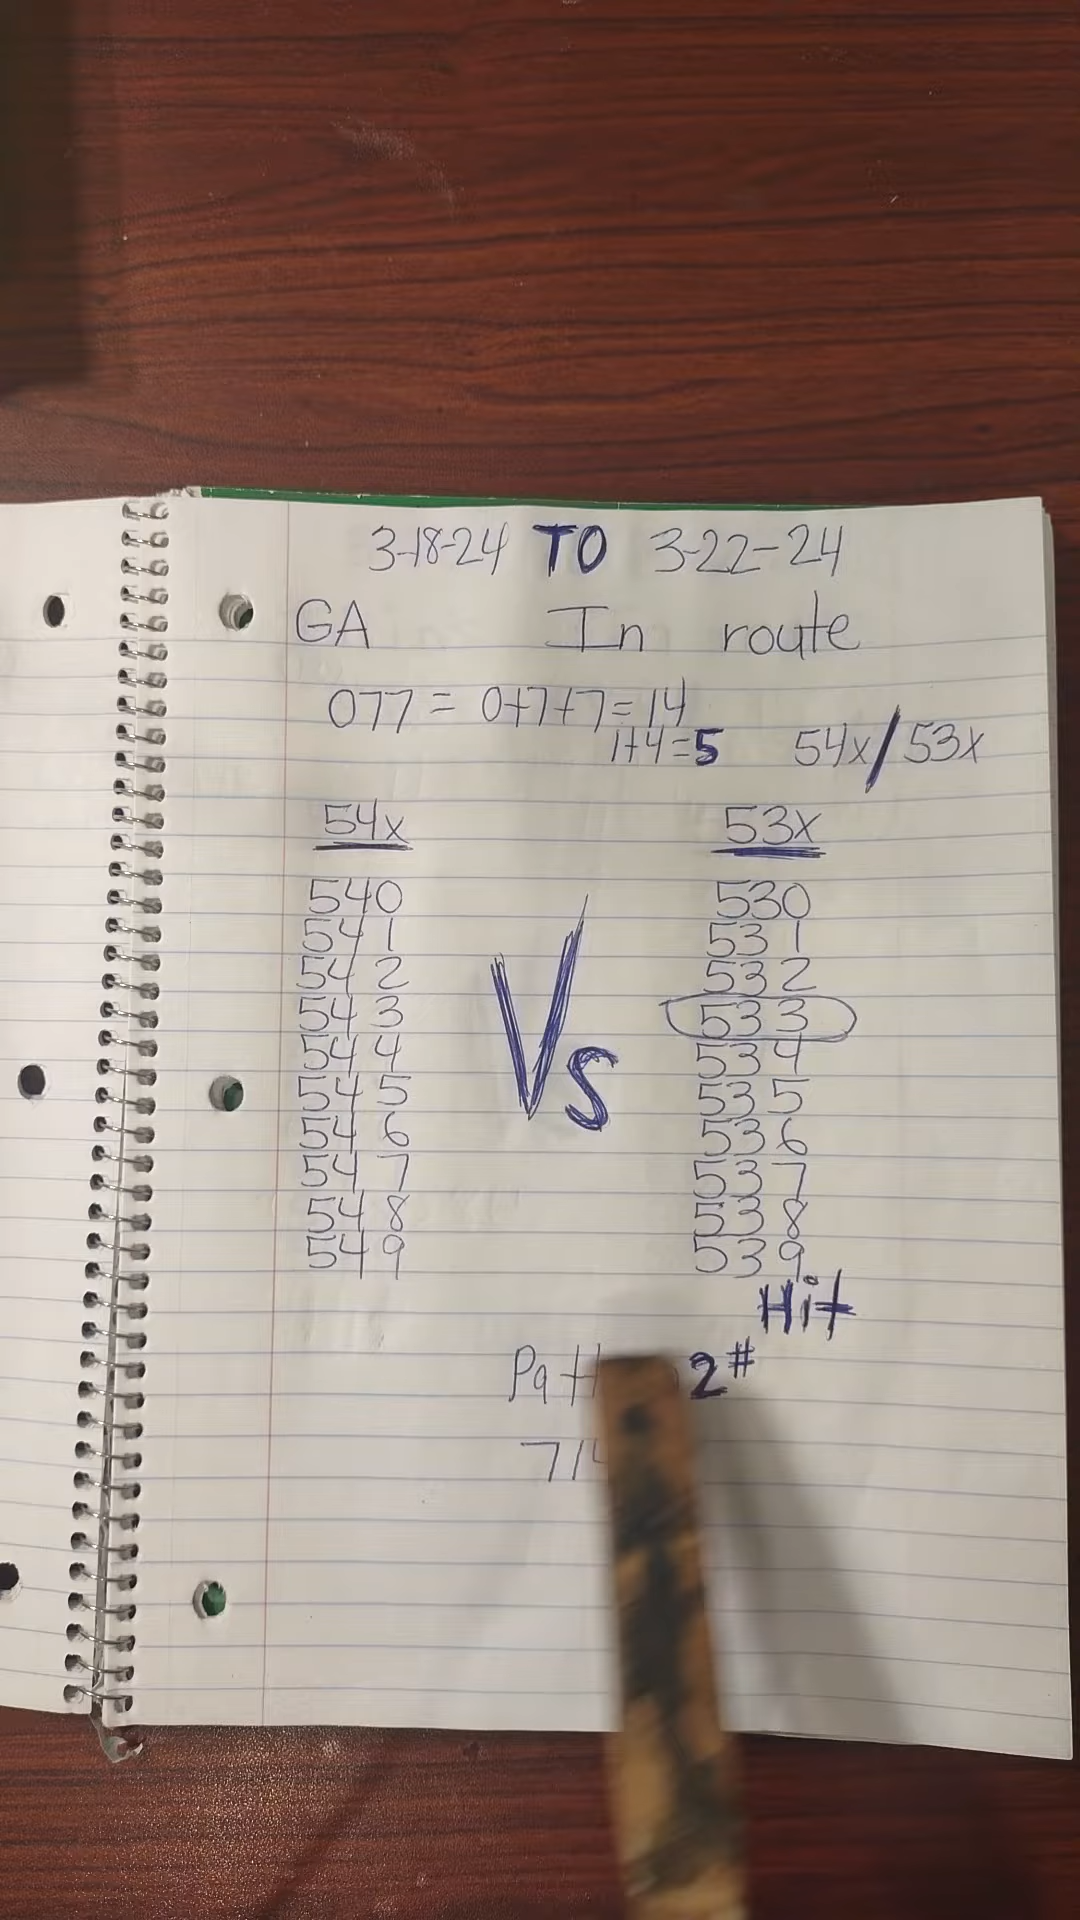 3-18-24 TO 3-22-24
GA In route
077 = 0+7+7=14
1+4=5 54x/53x
54x 53x
540 530
541 531
542 532
543 533
Vs
544 534
545 535
546 536
547 537
548 538
549 539
Hit
2#